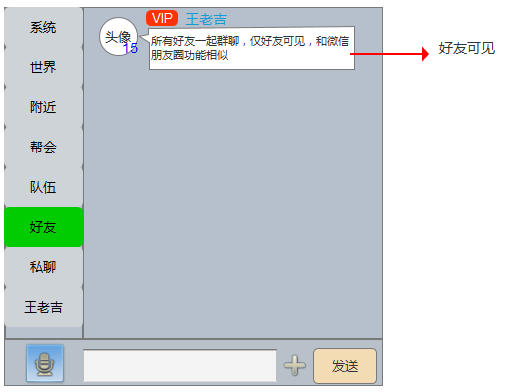 系统
世界
附近
帮会
队伍
好友
私聊
王老吉
头像
15
VIP 王老吉
所有好友一起群聊，仅好友可见，和微信
朋友圈功能相似
好友可见
发送